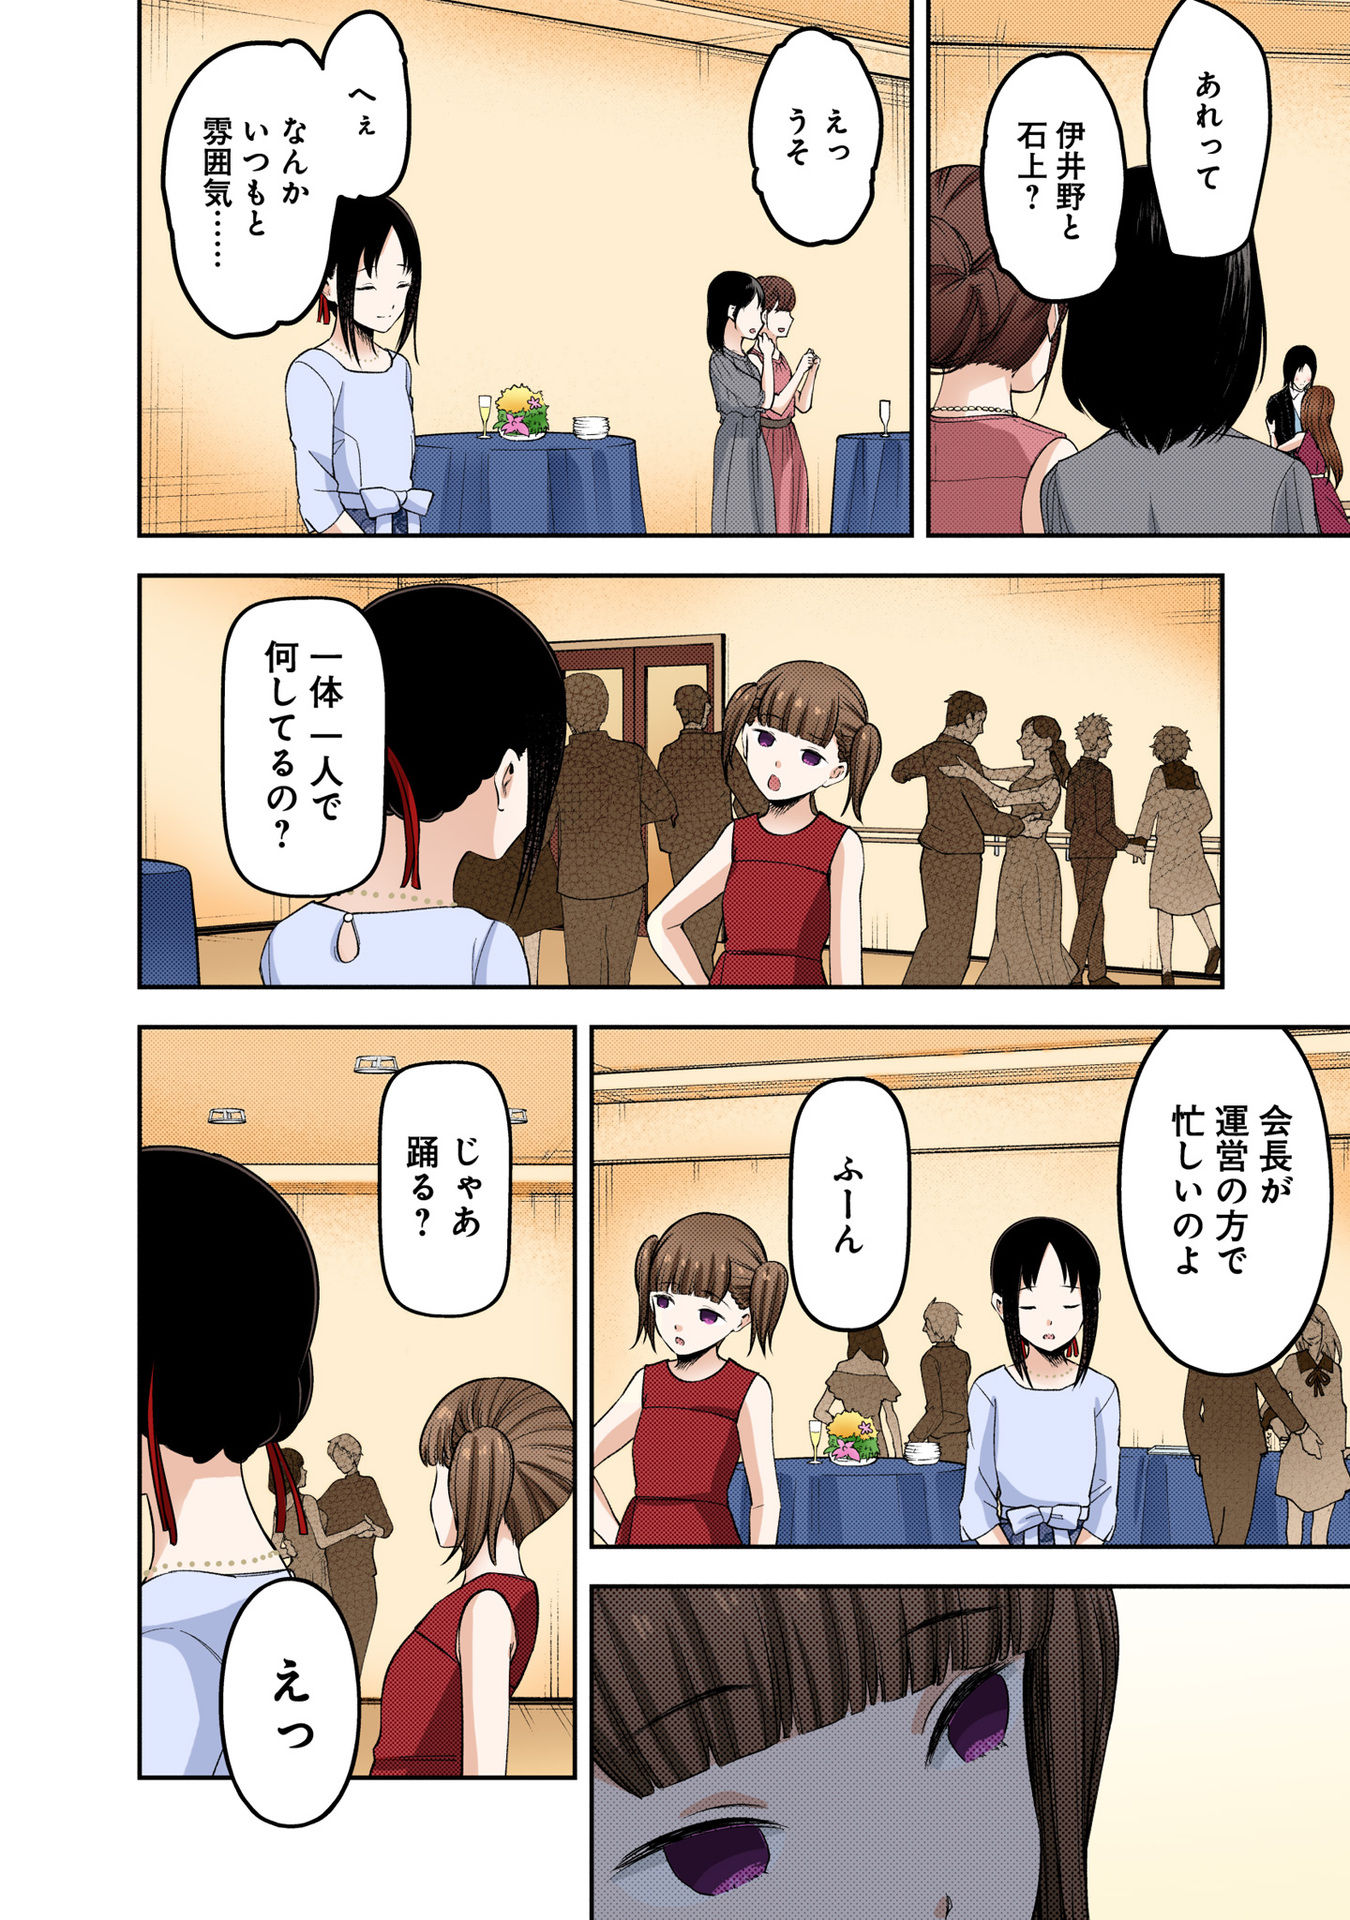 あれって
伊井野と
石上?
えっ
うそ
へぇ
なんか
いつもと
雰囲気……
一体一人で
何してるの?
会長が
運営の方で
忙しいのよ
ふーん
じゃあ
踊る?
えっ